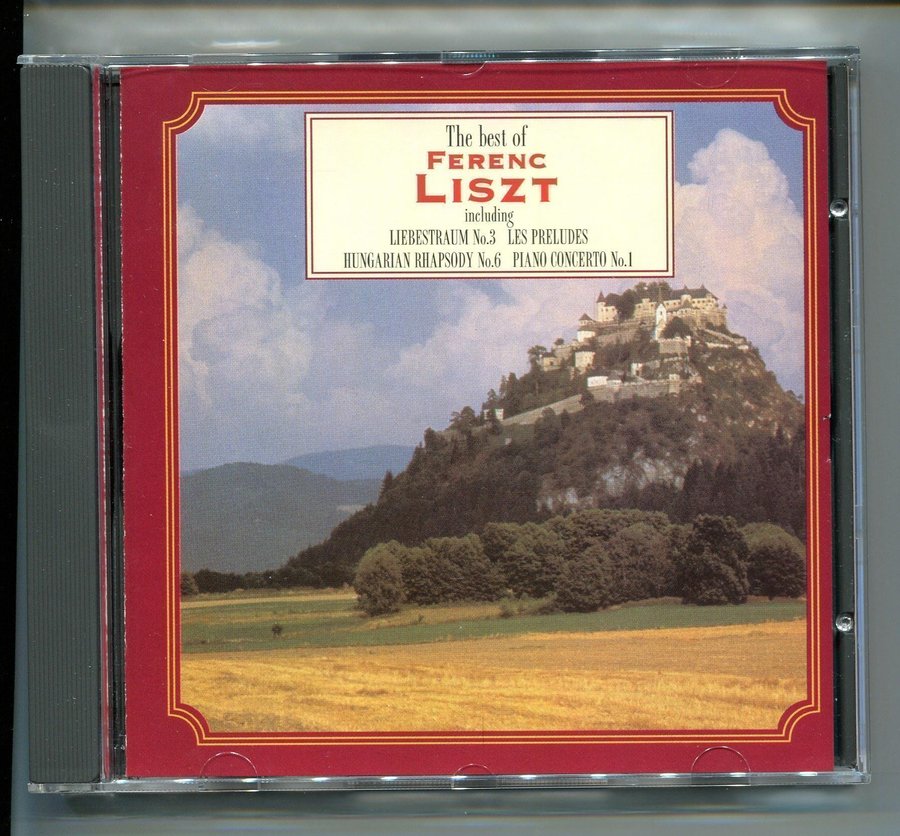 The best of
FERENC
LISZT
including
LIEBESTRAUM No.3 LES PRELUDES
HUNGARIAN RHAPSODY No.6 PIANO CONCERTO No.1